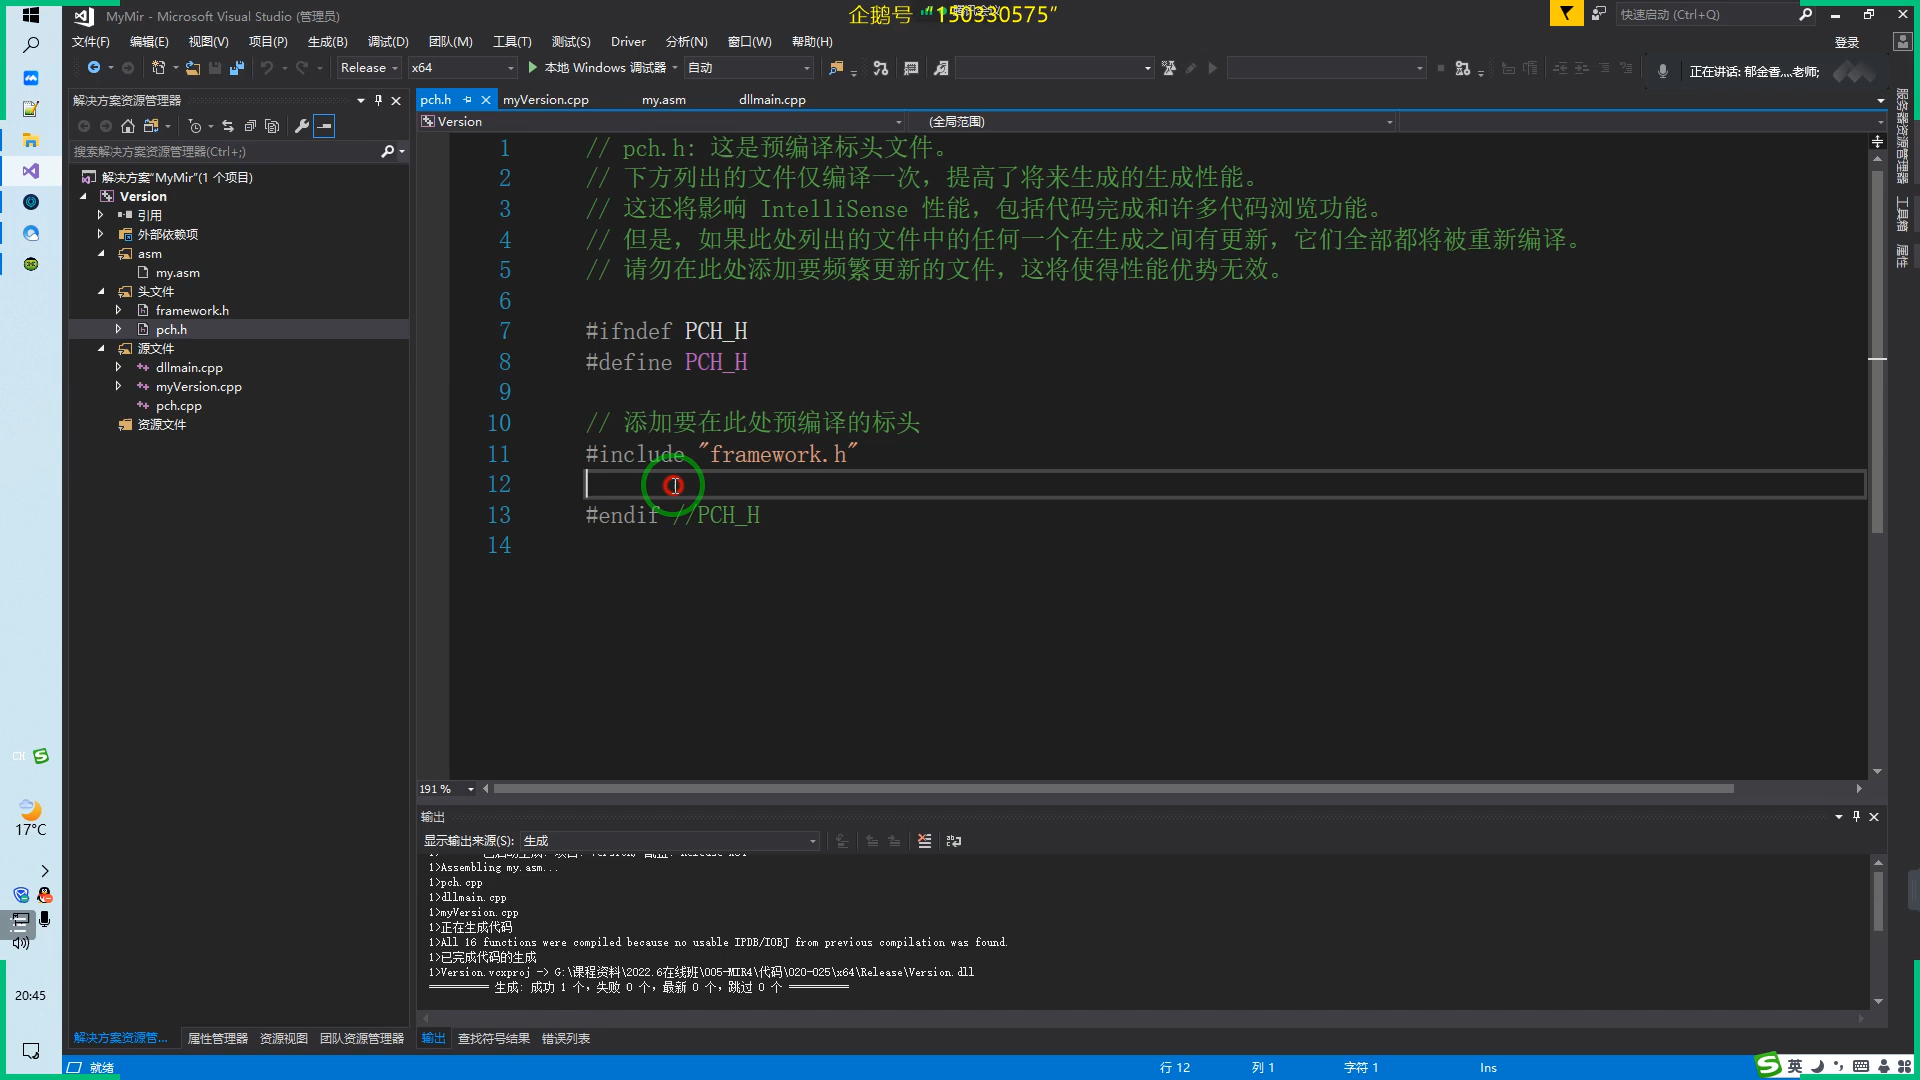 MyMir - Microsoft Visual Studio (管理员)
企鹅号 “150330575”
快速启动 (Ctrl+Q)
文件(F) 编辑(E) 视图(V) 项目(P) 生成(B) 调试(D) 团队(M) 工具(T) 测试(S) Driver 分析(N) 窗口(W) 帮助(H)
登录
Release x64 本地 Windows 调试器 自动
正在讲话: 郁金香灬老师;
解决方案资源管理器
pch.h myVersion.cpp my.asm dllmain.cpp
Version (全局范围)
搜索解决方案资源管理器(Ctrl+;)
解决方案"MyMir"(1 个项目)
Version
引用
外部依赖项
asm
my.asm
头文件
framework.h
pch.h
源文件
dllmain.cpp
myVersion.cpp
pch.cpp
资源文件
1 // pch.h: 这是预编译标头文件。
2 // 下方列出的文件仅编译一次，提高了将来生成的生成性能。
3 // 这还将影响 IntelliSense 性能，包括代码完成和许多代码浏览功能。
4 // 但是，如果此处列出的文件中的任何一个在生成之间有更新，它们全部都将被重新编译。
5 // 请勿在此处添加要频繁更新的文件，这将使得性能优势无效。
6
7 #ifndef PCH_H
8 #define PCH_H
9
10 // 添加要在此处预编译的标头
11 #include "framework.h"
12
13 #endif //PCH_H
14
服务器资源管理器
工具箱
属性
191 %
输出
显示输出来源(S): 生成
1>Assembling my.asm...
1>pch.cpp
1>dllmain.cpp
1>myVersion.cpp
1>正在生成代码
1>All 16 functions were compiled because no usable IPDB/IOBJ from previous compilation was found.
1>已完成代码的生成
1>Version.vcxproj -> G:\课程资料\2022.6在线班\005-MIR4\代码\020-025\x64\Release\Version.dll
========== 生成: 成功 1 个，失败 0 个，最新 0 个，跳过 0 个 ==========
解决方案资源管... 属性管理器 资源视图 团队资源管理器
输出 查找符号结果 错误列表
就绪 行 12 列 1 字符 1 Ins
CH
17°C
20:45
英